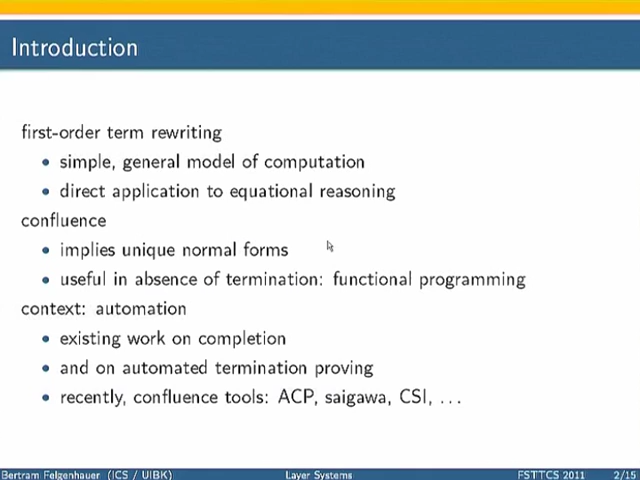 Introduction
first-order term rewriting
• simple, general model of computation
• direct application to equational reasoning
confluence
• implies unique normal forms
• useful in absence of termination: functional programming
context: automation
• existing work on completion
• and on automated termination proving
• recently, confluence tools: ACP, saigawa, CSI, ...
Bertram Felgenhauer (ICS / UIBK) Layer Systems FSTTCS 2011 2/15